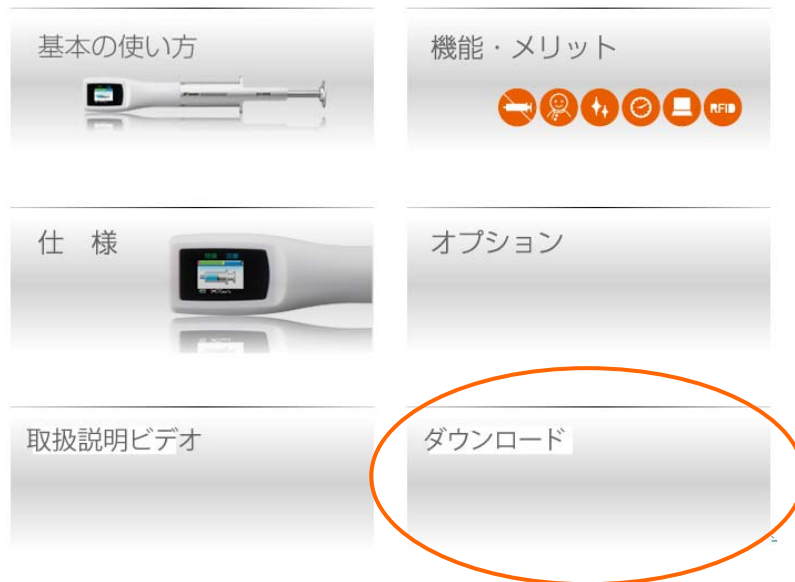 基本の使い方
機能・メリット
RFID
仕　様
オプション
取扱説明ビデオ
ダウンロード